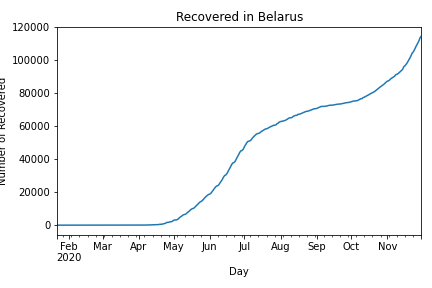 Recovered in Belarus
Number of Recovered
120000
100000
80000
60000
40000
20000
0
Feb Mar Apr May Jun Jul Aug Sep Oct Nov
2020
Day